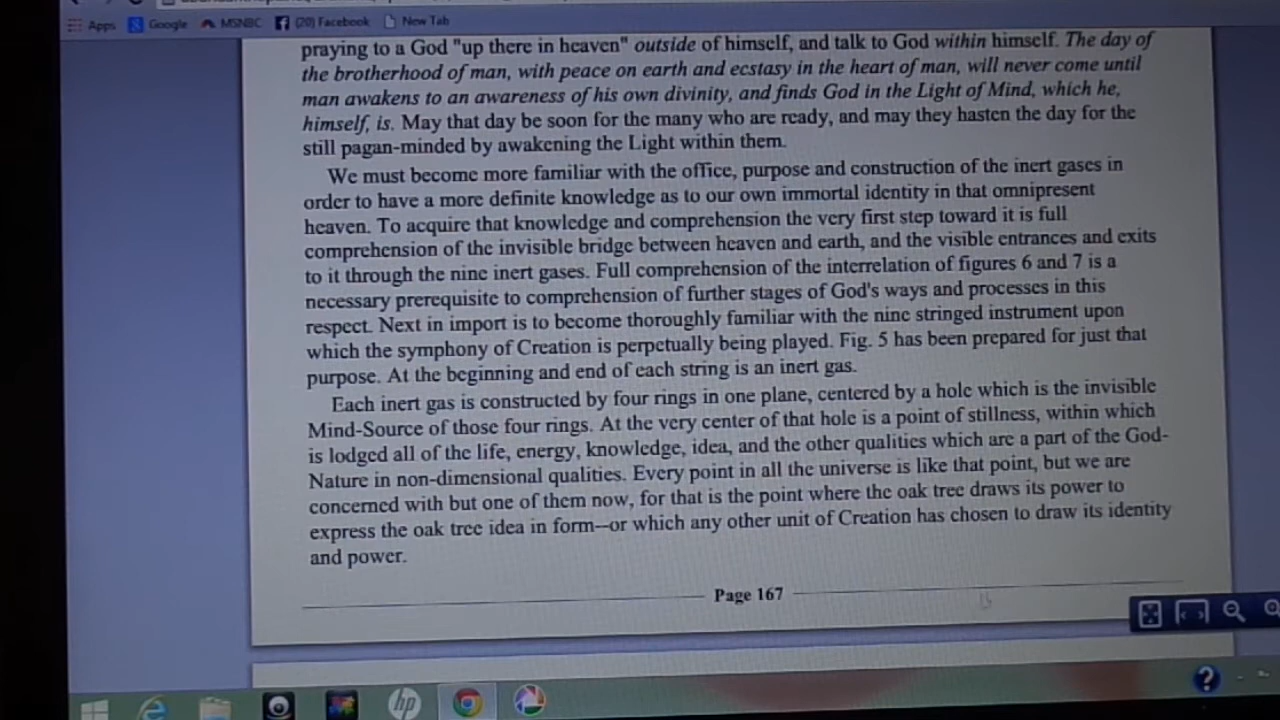 Apps Google MSNBC (20) Facebook New Tab
praying to a God "up there in heaven" outside of himself, and talk to God within himself. The day of
the brotherhood of man, with peace on earth and ecstasy in the heart of man, will never come until
man awakens to an awareness of his own divinity, and finds God in the Light of Mind, which he,
himself, is. May that day be soon for the many who are ready, and may they hasten the day for the
still pagan-minded by awakening the Light within them.
We must become more familiar with the office, purpose and construction of the inert gases in
order to have a more definite knowledge as to our own immortal identity in that omnipresent
heaven. To acquire that knowledge and comprehension the very first step toward it is full
comprehension of the invisible bridge between heaven and earth, and the visible entrances and exits
to it through the nine inert gases. Full comprehension of the interrelation of figures 6 and 7 is a
necessary prerequisite to comprehension of further stages of God's ways and processes in this
respect. Next in import is to become thoroughly familiar with the nine stringed instrument upon
which the symphony of Creation is perpetually being played. Fig. 5 has been prepared for just that
purpose. At the beginning and end of each string is an inert gas.
Each inert gas is constructed by four rings in one plane, centered by a hole which is the invisible
Mind-Source of those four rings. At the very center of that hole is a point of stillness, within which
is lodged all of the life, energy, knowledge, idea, and the other qualities which are a part of the God-
Nature in non-dimensional qualities. Every point in all the universe is like that point, but we are
concerned with but one of them now, for that is the point where the oak tree draws its power to
express the oak tree idea in form--or which any other unit of Creation has chosen to draw its identity
and power.
Page 167
hp
?